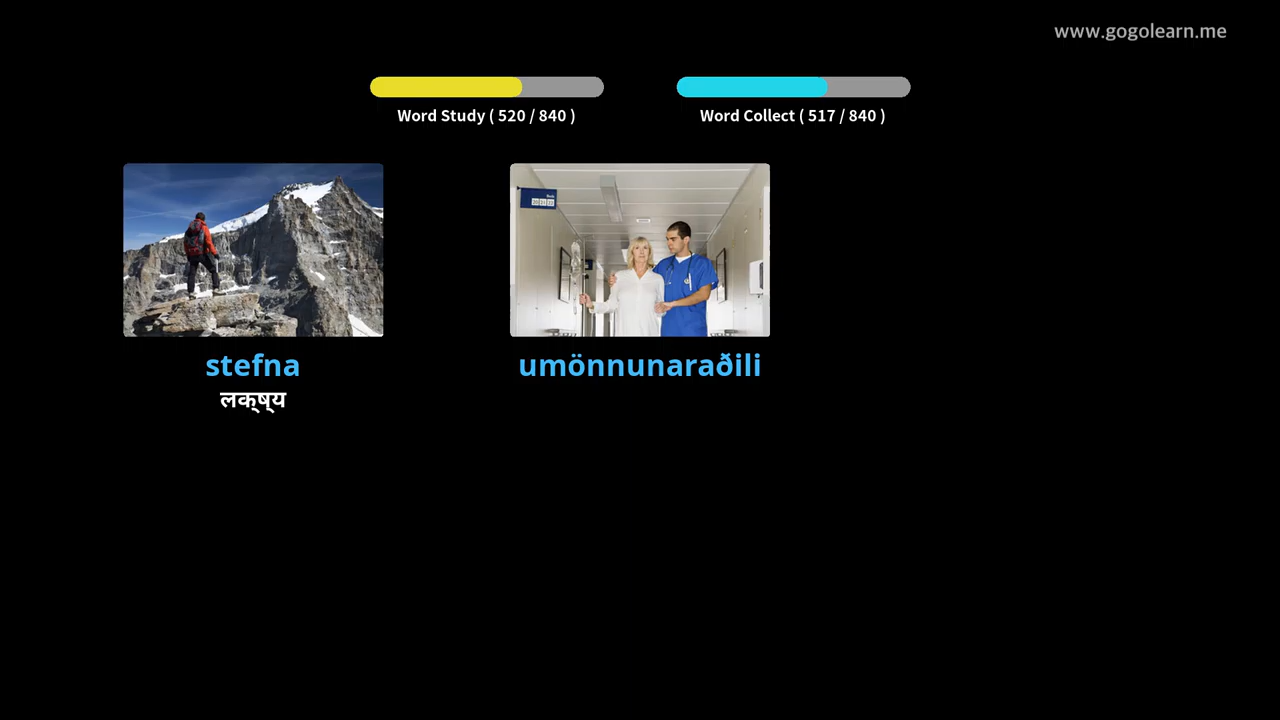 www.gogolearn.me
Word Study ( 520 / 840 )
Word Collect ( 517 / 840 )
stefna
लक्ष्य
umönnunaraðili